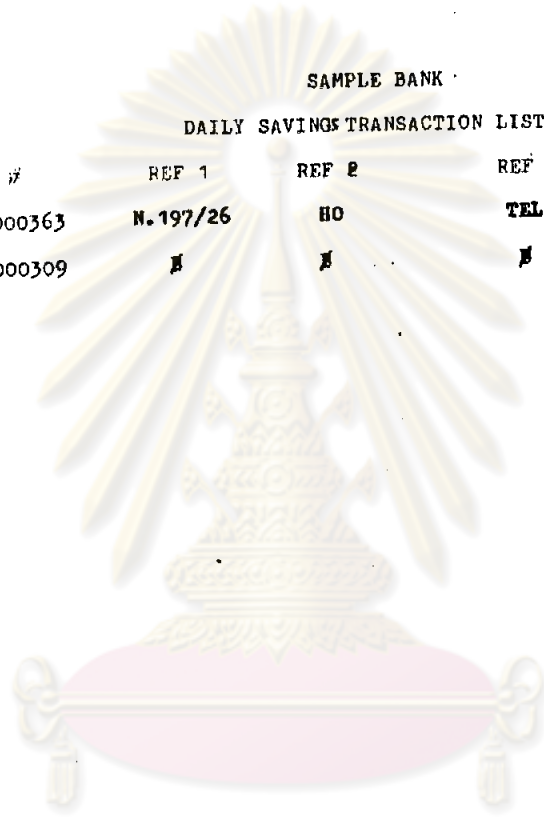 SAMPLE BANK
DAILY SAVINGS TRANSACTION LIST
# REF 1 REF 2 REF
000363 N.197/26 HO TEL
000309